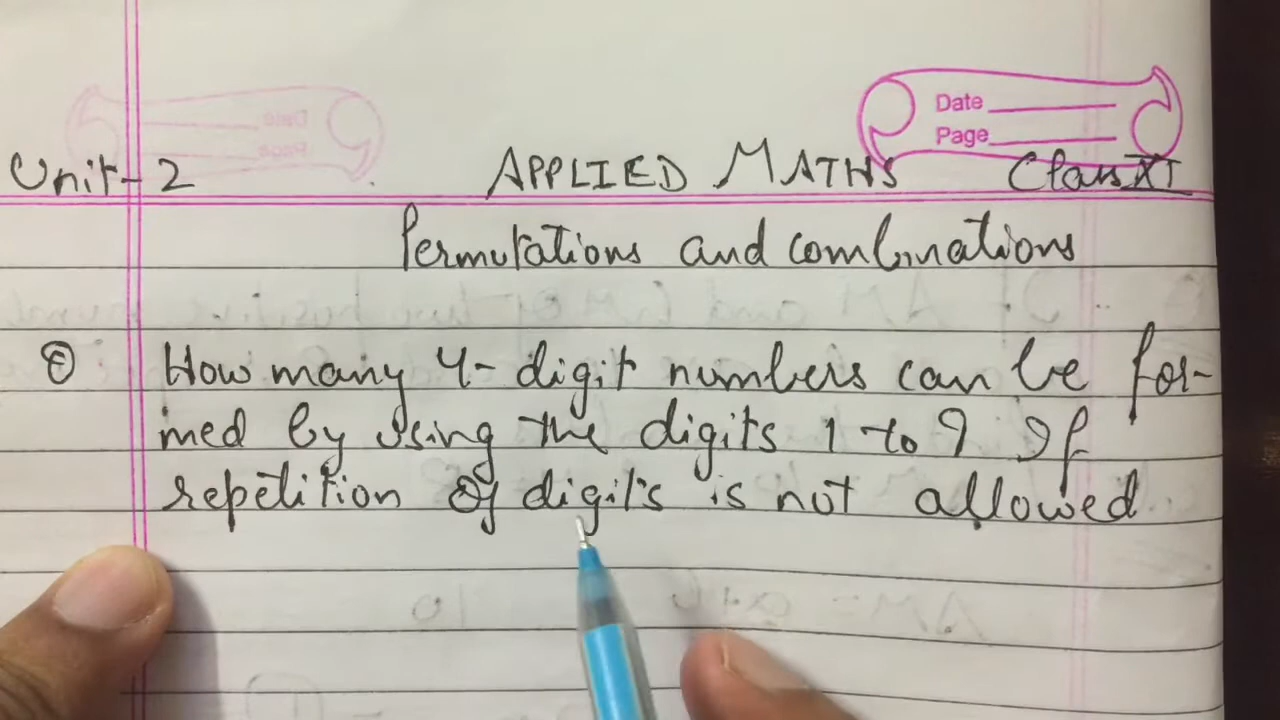 Date
Page
Unit-2 APPLIED MATHS Class XI
Permutations and combinations
How many 4-digit numbers can be for-
med by using the digits 1 to 9 If
repetition of digits is not allowed